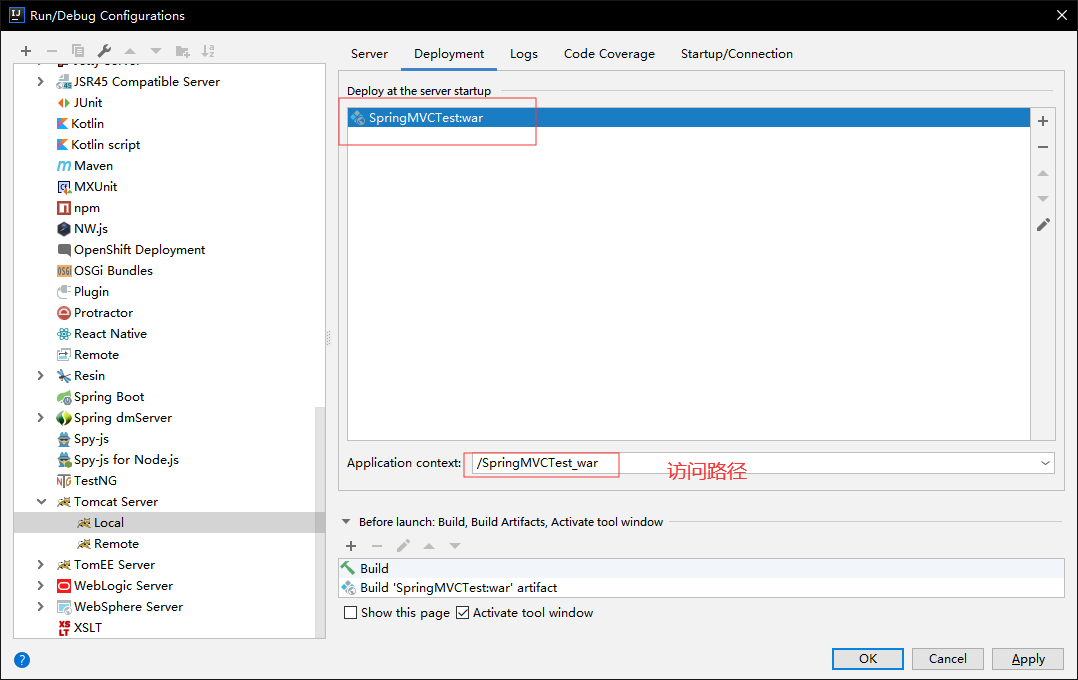 Run/Debug Configurations
JSR45 Compatible Server
JUnit
Kotlin
Kotlin script
Maven
MXUnit
npm
NW.js
OpenShift Deployment
OSGi Bundles
Plugin
Protractor
React Native
Remote
Resin
Spring Boot
Spring dmServer
Spy-js
Spy-js for Node.js
TestNG
Tomcat Server
Local
Remote
TomEE Server
WebLogic Server
WebSphere Server
XSLT
Server Deployment Logs Code Coverage Startup/Connection
Deploy at the server startup
SpringMVCTest:war
Application context: /SpringMVCTest_war 访问路径
Before launch: Build, Build Artifacts, Activate tool window
Build
Build 'SpringMVCTest:war' artifact
Show this page Activate tool window
OK Cancel Apply